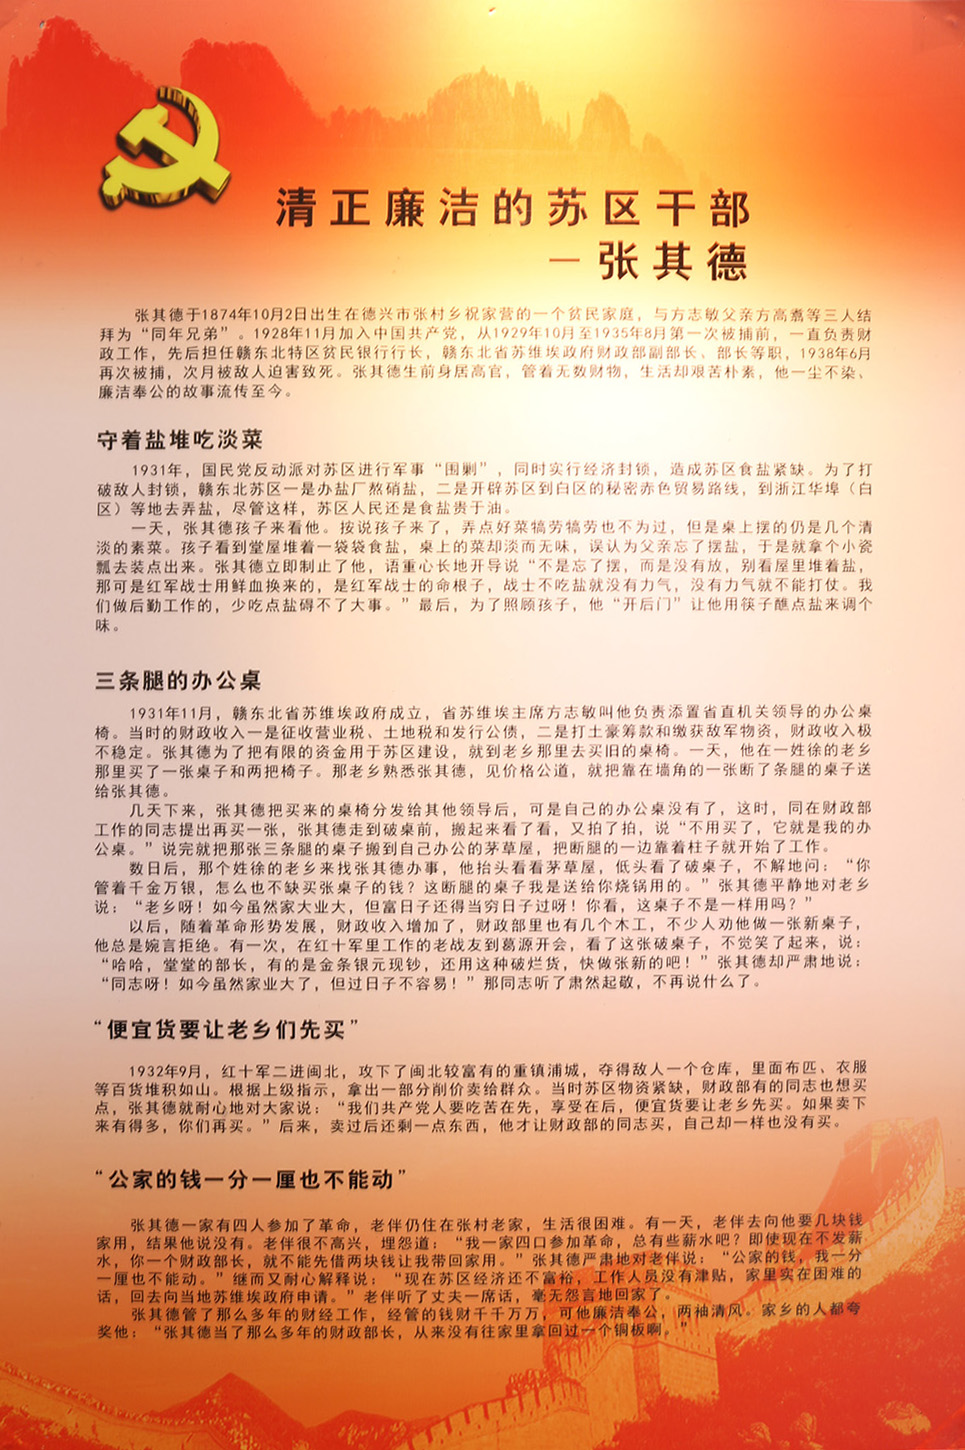 清正廉洁的苏区干部
—张其德
张其德于1874年10月2日出生在德兴市张村乡祝家营的一个贫民家庭，与方志敏父亲方高翥等三人结
拜为“同年兄弟”。1928年11月加入中国共产党，从1929年10月至1935年8月第一次被捕前，一直负责财
政工作，先后担任赣东北特区贫民银行行长，赣东北省苏维埃政府财政部副部长、部长等职，1938年6月
再次被捕，次月被敌人迫害致死。张其德生前身居高官，管着无数财物，生活却艰苦朴素，他一尘不染、
廉洁奉公的故事流传至今。
守着盐堆吃淡菜
1931年，国民党反动派对苏区进行军事“围剿”，同时实行经济封锁，造成苏区食盐紧缺。为了打
破敌人封锁，赣东北苏区一是办盐厂熬硝盐，二是开辟苏区到白区的秘密赤色贸易路线，到浙江华埠（白
区）等地去弄盐，尽管这样，苏区人民还是食盐贵于油。
一天，张其德孩子来看他。按说孩子来了，弄点好菜犒劳犒劳也不为过，但是桌上摆的仍是几个清
淡的素菜。孩子看到堂屋堆着一袋袋食盐，桌上的菜却淡而无味，误认为父亲忘了摆盐，于是就拿个小瓷
瓢去装点出来。张其德立即制止了他，语重心长地开导说“不是忘了摆，而是没有放，别看屋里堆着盐，
那可是红军战士用鲜血换来的，是红军战士的命根子，战士不吃盐就没有力气，没有力气就不能打仗。我
们做后勤工作的，少吃点盐碍不了大事。”最后，为了照顾孩子，他“开后门”让他用筷子醮点盐来调个
味。
三条腿的办公桌
1931年11月，赣东北省苏维埃政府成立，省苏维埃主席方志敏叫他负责添置省直机关领导的办公桌
椅。当时的财政收入一是征收营业税、土地税和发行公债，二是打土豪筹款和缴获敌军物资，财政收入极
不稳定。张其德为了把有限的资金用于苏区建设，就到老乡那里去买旧的桌椅。一天，他在一姓徐的老乡
那里买了一张桌子和两把椅子。那老乡熟悉张其德，见价格公道，就把靠在墙角的一张断了条腿的桌子送
给张其德。
几天下来，张其德把买来的桌椅分发给其他领导后，可是自己的办公桌没有了，这时，同在财政部
工作的同志提出再买一张，张其德走到破桌前，搬起来看了看，又拍了拍，说“不用买了，它就是我的办
公桌。”说完就把那张三条腿的桌子搬到自己办公的茅草屋，把断腿的一边靠着柱子就开始了工作。
数日后，那个姓徐的老乡来找张其德办事，他抬头看看茅草屋，低头看了破桌子，不解地问：“你
管着千金万银，怎么也不缺买张桌子的钱？这断腿的桌子我是送给你烧锅用的。”张其德平静地对老乡
说：“老乡呀！如今虽然家大业大，但富日子还得当穷日子过呀！你看，这桌子不是一样用吗？”
以后，随着革命形势发展，财政收入增加了，财政部里也有几个木工，不少人劝他做一张新桌子，
他总是婉言拒绝。有一次，在红十军里工作的老战友到葛源开会，看了这张破桌子，不觉笑了起来，说：
“哈哈，堂堂的部长，有的是金条银元现钞，还用这种破烂货，快做张新的吧！”张其德却严肃地说：
“同志呀！如今虽然家业大了，但过日子不容易！”那同志听了肃然起敬，不再说什么了。
“便宜货要让老乡们先买”
1932年9月，红十军二进闽北，攻下了闽北较富有的重镇浦城，夺得敌人一个仓库，里面布匹、衣服
等百货堆积如山。根据上级指示，拿出一部分削价卖给群众。当时苏区物资紧缺，财政部有的同志也想买
点，张其德就耐心地对大家说：“我们共产党人要吃苦在先，享受在后，便宜货要让老乡先买。如果卖下
来有得多，你们再买。”后来，卖过后还剩一点东西，他才让财政部的同志买，自己却一样也没有买。
“公家的钱一分一厘也不能动”
张其德一家有四人参加了革命，老伴仍住在张村老家，生活很困难。有一天，老伴去向他要几块钱
家用，结果他说没有。老伴很不高兴，埋怨道：“我一家四口参加革命，总有些薪水吧？即使现在不发薪
水，你一个财政部长，就不能先借两块钱让我带回家用。”张其德严肃地对老伴说：“公家的钱，我一分
一厘也不能动。”继而又耐心解释说：“现在苏区经济还不富裕，工作人员没有津贴，家里实在困难的
话，回去向当地苏维埃政府申请。”老伴听了丈夫一席话，毫无怨言地回家了。
张其德管了那么多年的财经工作，经管的钱财千千万万，可他廉洁奉公，两袖清风。家乡的人都夸
奖他：“张其德当了那么多年的财政部长，从来没有往家里拿回过一个铜板啊。”